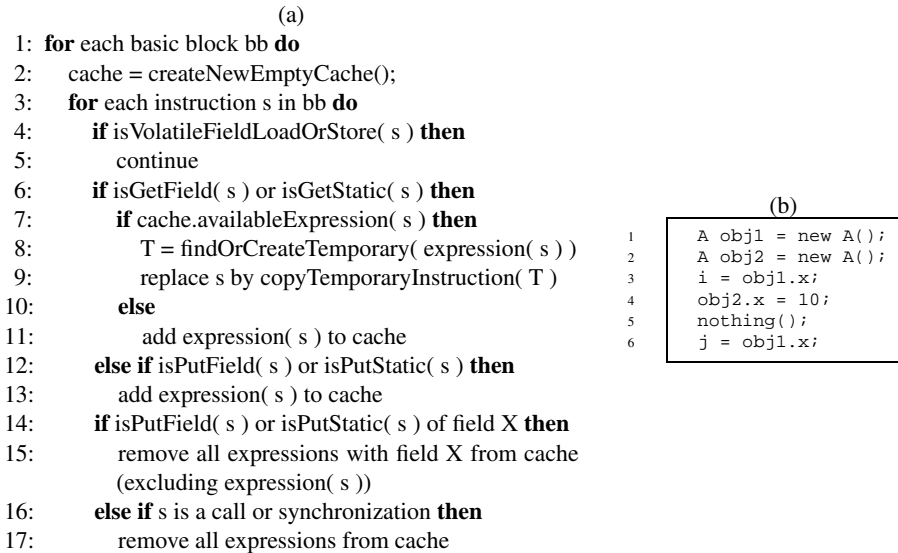 (a)
1: for each basic block bb do
2: cache = createNewEmptyCache();
3: for each instruction s in bb do
4: if isVolatileFieldLoadOrStore( s ) then
5: continue
6: if isGetField( s ) or isGetStatic( s ) then
7: if cache.availableExpression( s ) then
8: T = findOrCreateTemporary( expression( s ) )
9: replace s by copyTemporaryInstruction( T )
10: else
11: add expression( s ) to cache
12: else if isPutField( s ) or isPutStatic( s ) then
13: add expression( s ) to cache
14: if isPutField( s ) or isPutStatic( s ) of field X then
15: remove all expressions with field X from cache
(excluding expression( s ))
16: else if s is a call or synchronization then
17: remove all expressions from cache
(b)
1 A obj1 = new A();
2 A obj2 = new A();
3 i = obj1.x;
4 obj2.x = 10;
5 nothing();
6 j = obj1.x;